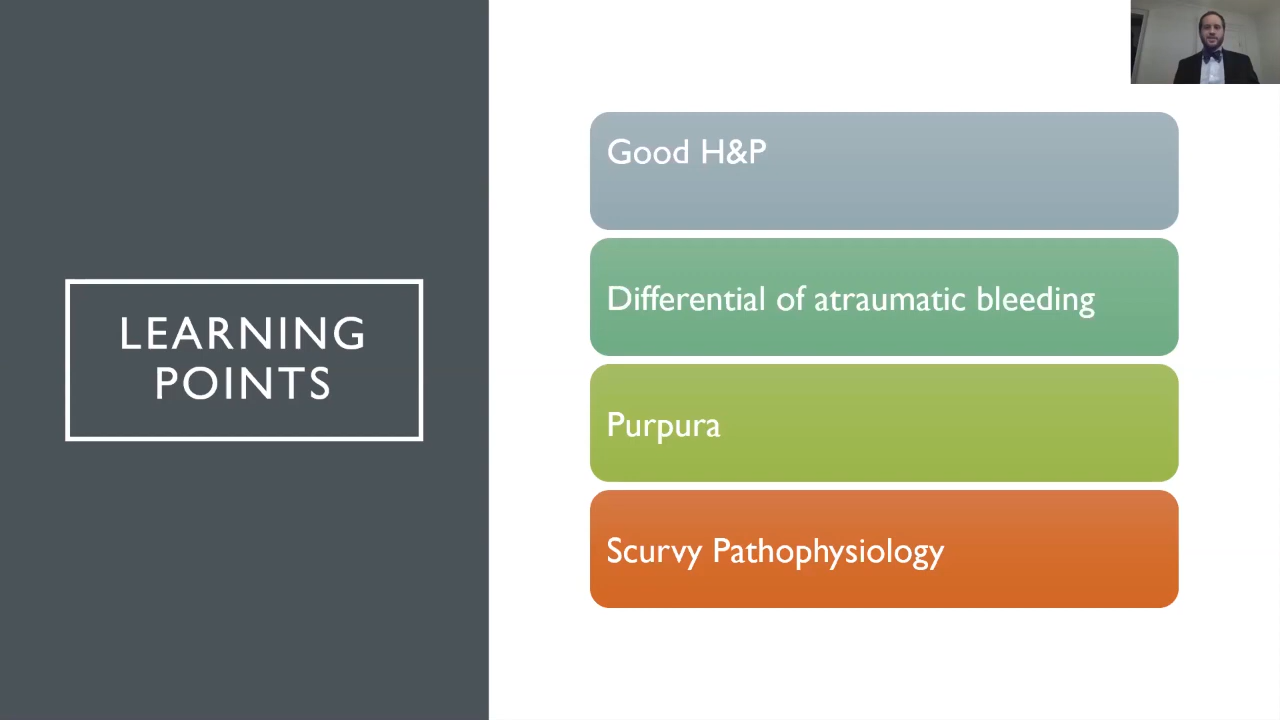 LEARNING
POINTS
Good H&P
Differential of atraumatic bleeding
Purpura
Scurvy Pathophysiology